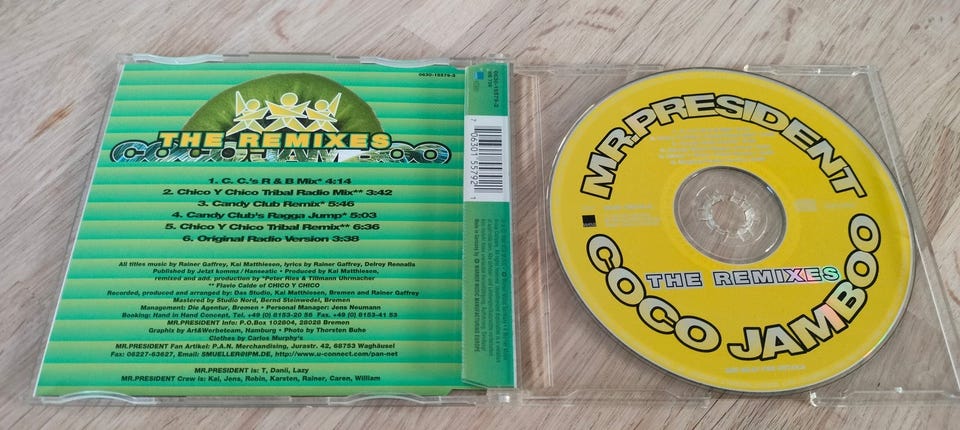 0630-15579-2
THE REMIXES
COCO JAMBOO
1. C. C.'s R & B Mix* 4:14
2. Chico Y Chico Tribal Radio Mix** 3:42
3. Candy Club Remix* 5:46
4. Candy Club's Ragga Jump* 5:03
5. Chico Y Chico Tribal Remix** 6:36
6. Original Radio Version 3:38
All titles music by Rainer Gaffrey, Kai Matthiesen, lyrics by Rainer Gaffrey, Delroy Rennalls
Published by Jetzt kommz / Hanseatic • Produced by Kai Matthiesen,
remixed and add. production by *Peter Ries & Tillmann Uhrmacher
** Flavio Calde of CHICO Y CHICO
Recorded, produced and arranged by: Das Studio, Kai Matthiesen, Bremen and Rainer Gaffrey
Mastered by Studio Nord, Bernd Steinwedel, Bremen
Management: Die Agentur, Bremen • Personal Manager: Jens Neumann
Booking: Hand in Hand Concept, Tel. +49 (0) 8153-20 56 Fax. +49 (0) 8153-41 53
MR.PRESIDENT Info: P.O.Box 102804, 28028 Bremen
Graphix by Art&Werbeteam, Hamburg • Photo by Thorsten Buhe
Clothes by Carlos Murphy's
MR.PRESIDENT Fan Artikel: P.A.N. Merchandising, Jurastr. 42, 68753 Waghäusel
Fax: 06227-63627, Email: SMUELLER@IPM.DE, http://www.u-connect.com/pan-net
MR.PRESIDENT is: T, Danii, Lazy
MR.PRESIDENT Crew is: Kai, Jens, Robin, Karsten, Rainer, Caren, William
0630-15579-2
7 06301 55792 1
MR.PRESIDENT
THE REMIXES
COCO JAMBOO